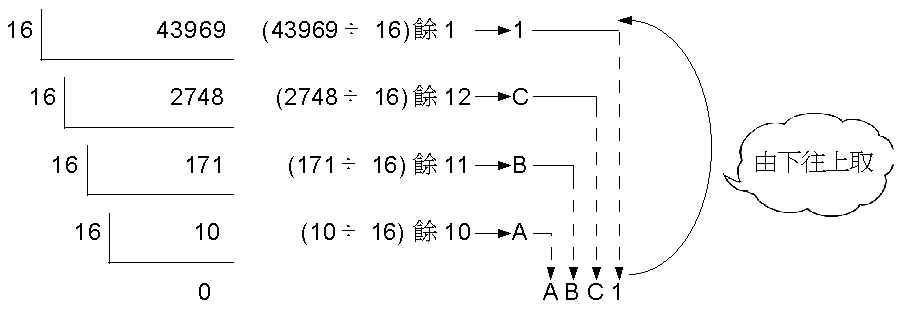 16 43969 (43969 ÷ 16) 餘 1 1
16 2748 (2748 ÷ 16) 餘 12 C
16 171 (171 ÷ 16) 餘 11 B
由下往上取
16 10 (10 ÷ 16) 餘 10 A
0 A B C 1